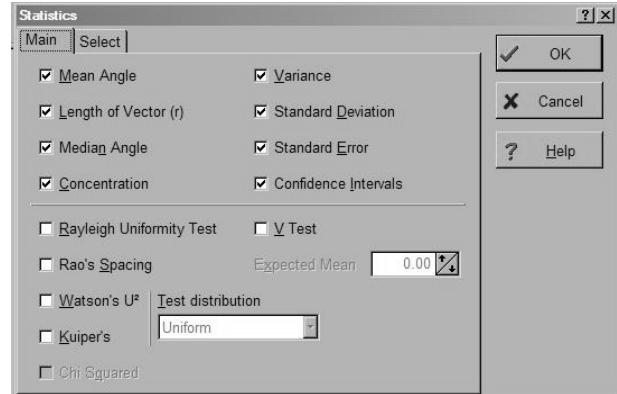 Statistics
Main Select
Mean Angle Variance
Length of Vector (r) Standard Deviation
Median Angle Standard Error
Concentration Confidence Intervals
Rayleigh Uniformity Test V Test
Rao's Spacing Expected Mean 0.00
Watson's U² Test distribution
Uniform
Kuiper's
Chi Squared
OK
Cancel
? Help